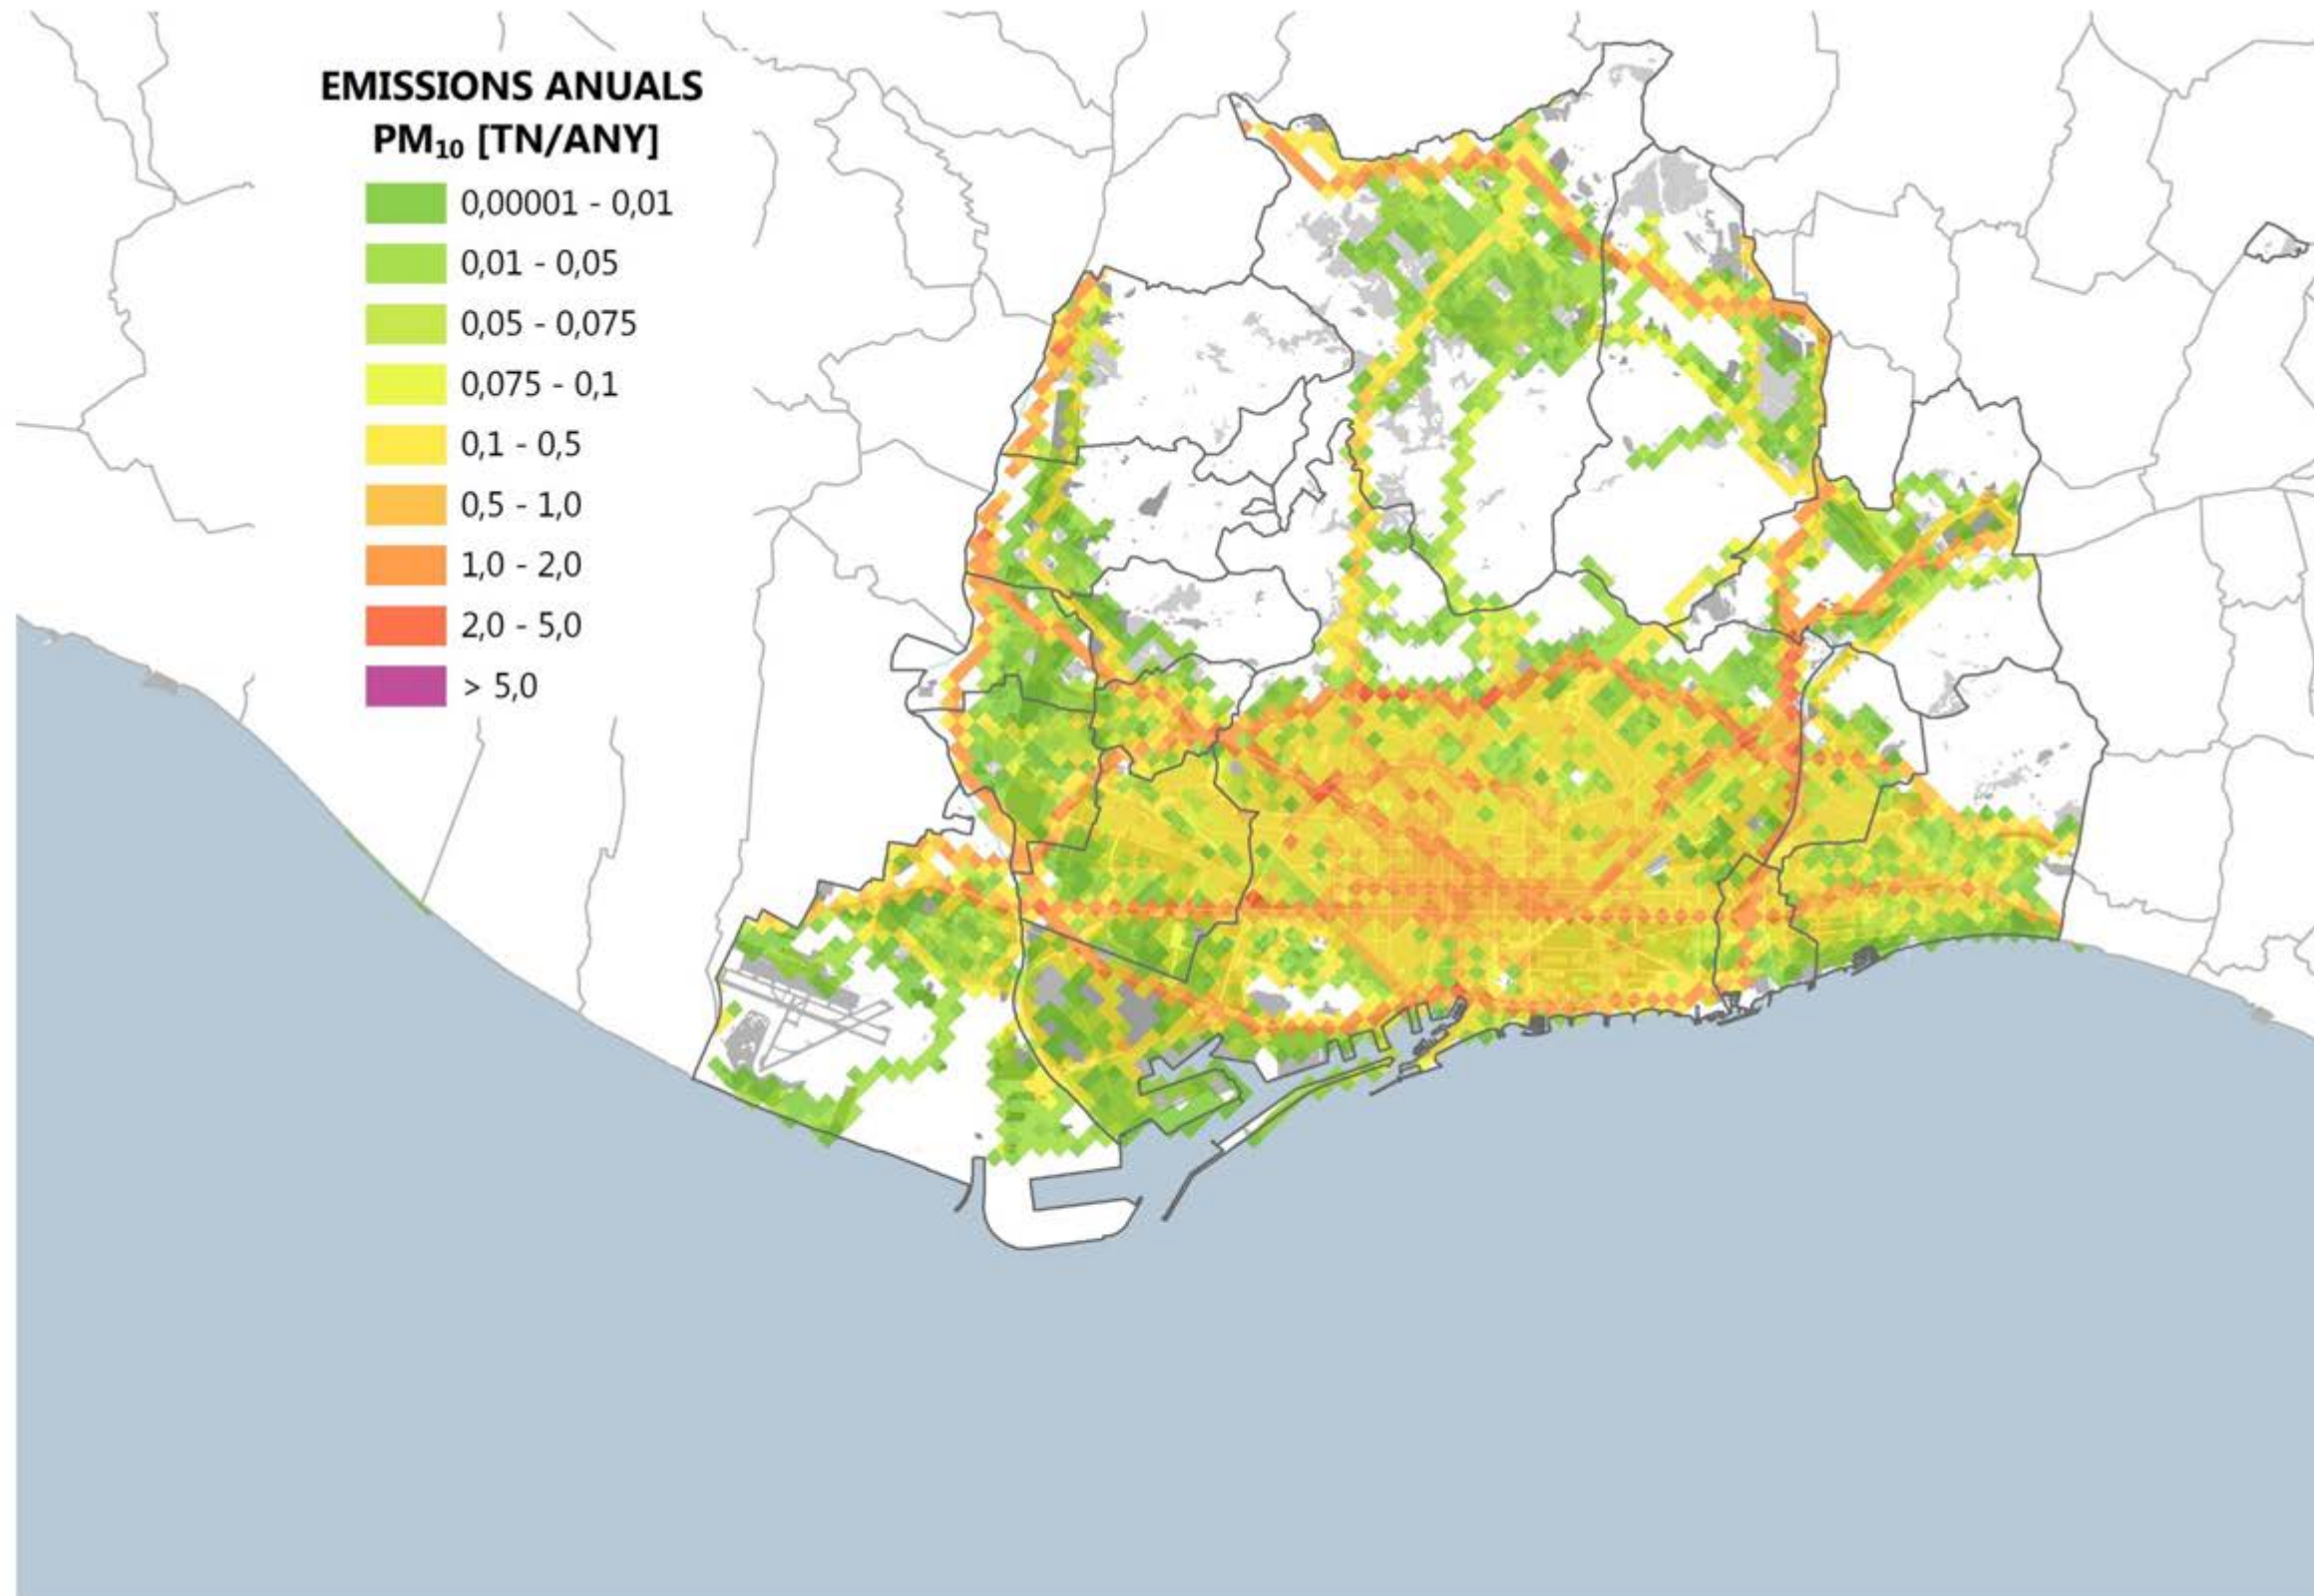 EMISSIONS ANUALS
PM₁₀ [TN/ANY]
0,00001 - 0,01
0,01 - 0,05
0,05 - 0,075
0,075 - 0,1
0,1 - 0,5
0,5 - 1,0
1,0 - 2,0
2,0 - 5,0
> 5,0